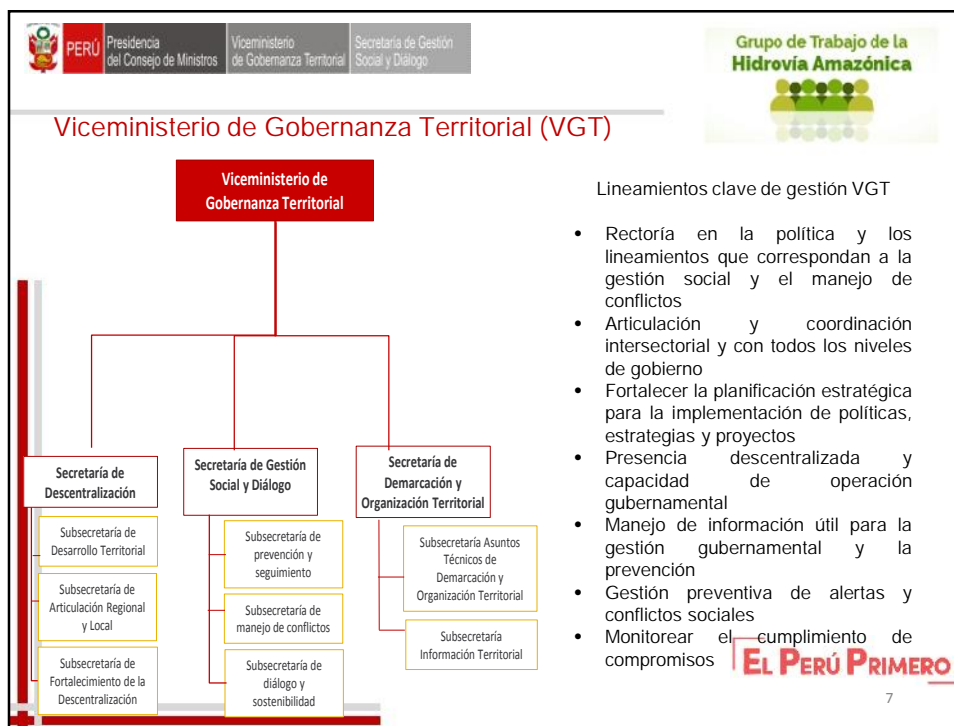 PERÚ
Presidencia
del Consejo de Ministros
Viceministerio
de Gobernanza Territorial
Secretaría de Gestión
Social y Diálogo
Grupo de Trabajo de la
Hidrovía Amazónica
Viceministerio de Gobernanza Territorial (VGT)
Viceministerio de
Gobernanza Territorial
Secretaría de
Descentralización
Subsecretaría de
Desarrollo Territorial
Subsecretaría de
Articulación Regional
y Local
Subsecretaría de
Fortalecimiento de la
Descentralización
Secretaría de Gestión
Social y Diálogo
Subsecretaría de
prevención y
seguimiento
Subsecretaría de
manejo de conflictos
Subsecretaría de
diálogo y
sostenibilidad
Secretaría de
Demarcación y
Organización Territorial
Subsecretaría Asuntos
Técnicos de
Demarcación y
Organización Territorial
Subsecretaría
Información Territorial
Lineamientos clave de gestión VGT
• Rectoría en la política y los
lineamientos que correspondan a la
gestión social y el manejo de
conflictos
• Articulación y coordinación
intersectorial y con todos los niveles
de gobierno
• Fortalecer la planificación estratégica
para la implementación de políticas,
estrategias y proyectos
• Presencia descentralizada y
capacidad de operación
gubernamental
• Manejo de información útil para la
gestión gubernamental y la
prevención
• Gestión preventiva de alertas y
conflictos sociales
• Monitorear el cumplimiento de
compromisos
EL PERÚ PRIMERO
7